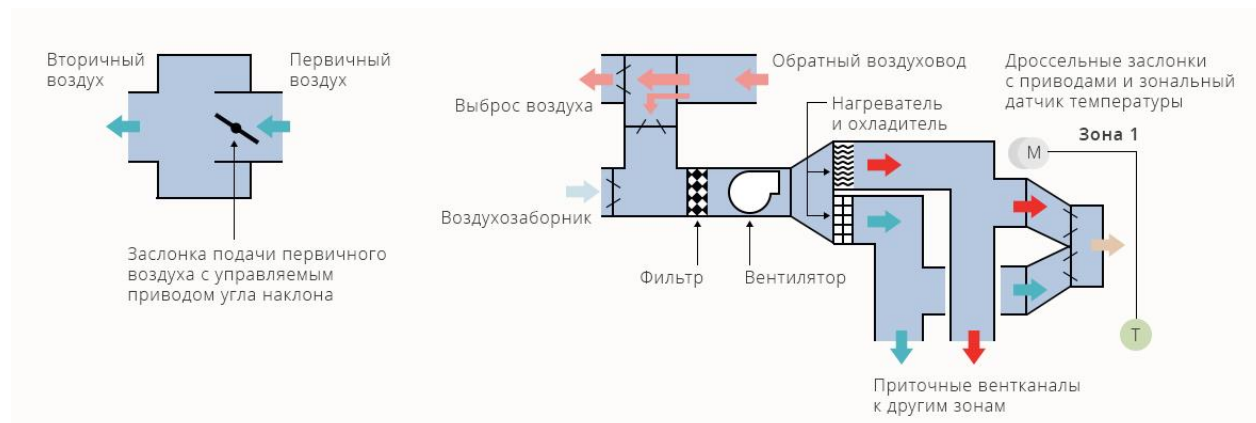 Вторичный
воздух
Первичный
воздух
Заслонка подачи первичного
воздуха с управляемым
приводом угла наклона
Обратный воздуховод
Выброс воздуха
Нагреватель
и охладитель
Воздухозаборник
Фильтр
Вентилятор
Дроссельные заслонки
с приводами и зональный
датчик температуры
Зона 1
М
Т
Приточные вентканалы
к другим зонам